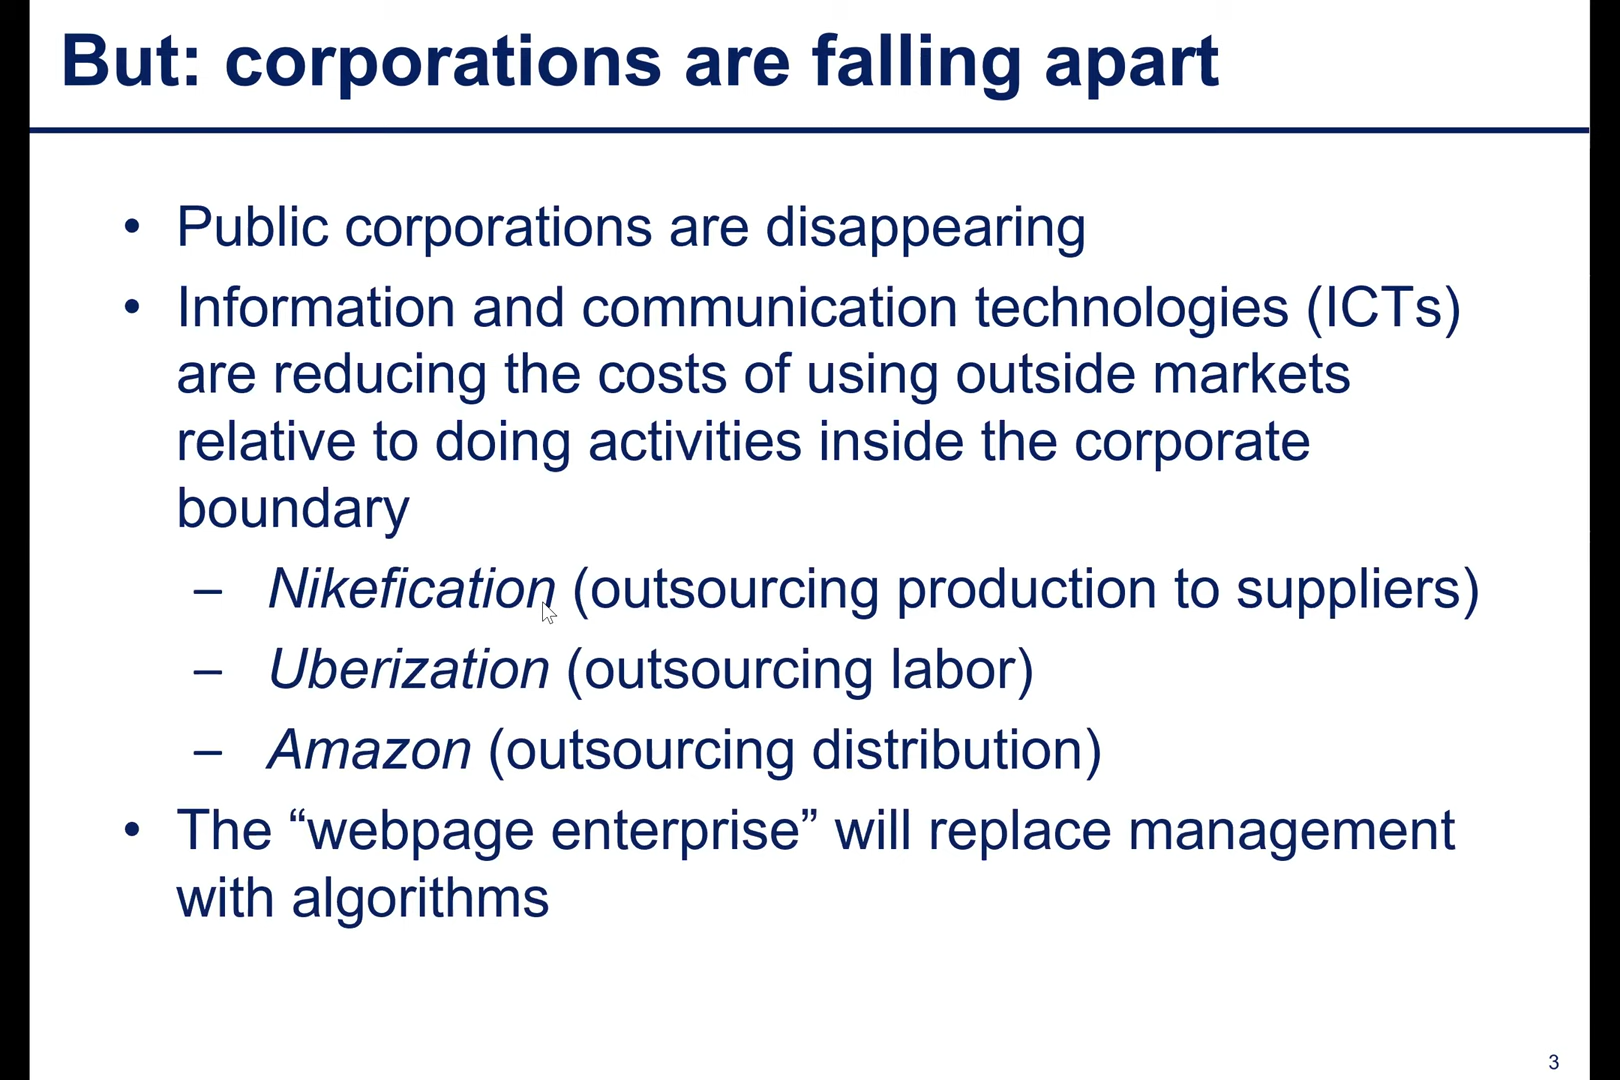 But: corporations are falling apart
• Public corporations are disappearing
• Information and communication technologies (ICTs)
are reducing the costs of using outside markets
relative to doing activities inside the corporate
boundary
– Nikefication (outsourcing production to suppliers)
– Uberization (outsourcing labor)
– Amazon (outsourcing distribution)
• The “webpage enterprise” will replace management
with algorithms
3